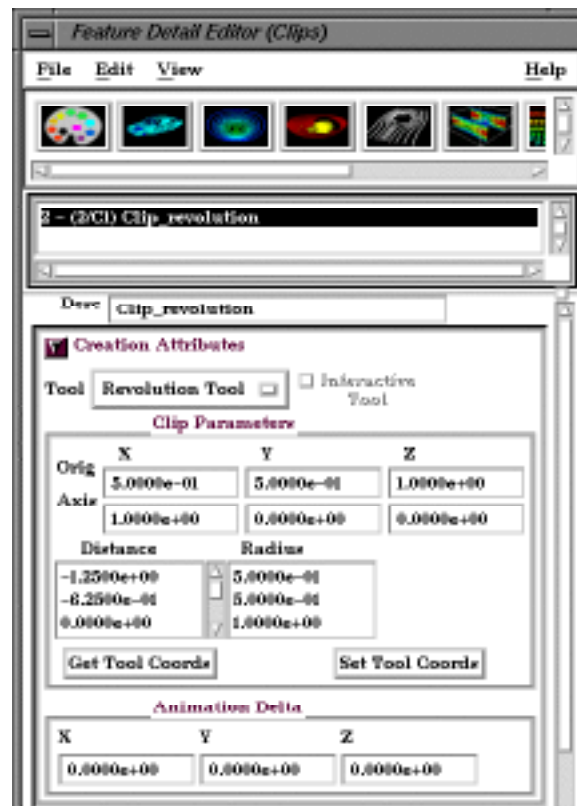 Feature Detail Editor (Clips)
File Edit View Help
2 - (2/C1) Clip_revolution
Desc Clip_revolution
Creation Attributes
Tool Revolution Tool Interactive
Tool
Clip Parameters
X Y Z
Orig 5.0000e-01 5.0000e-01 1.0000e+00
Axis 1.0000e+00 0.0000e+00 0.0000e+00
Distance Radius
-1.2500e+00 5.0000e-01
-6.2500e-01 5.0000e-01
0.0000e+00 1.0000e+00
Get Tool Coords Set Tool Coords
Animation Delta
X Y Z
0.0000e+00 0.0000e+00 0.0000e+00